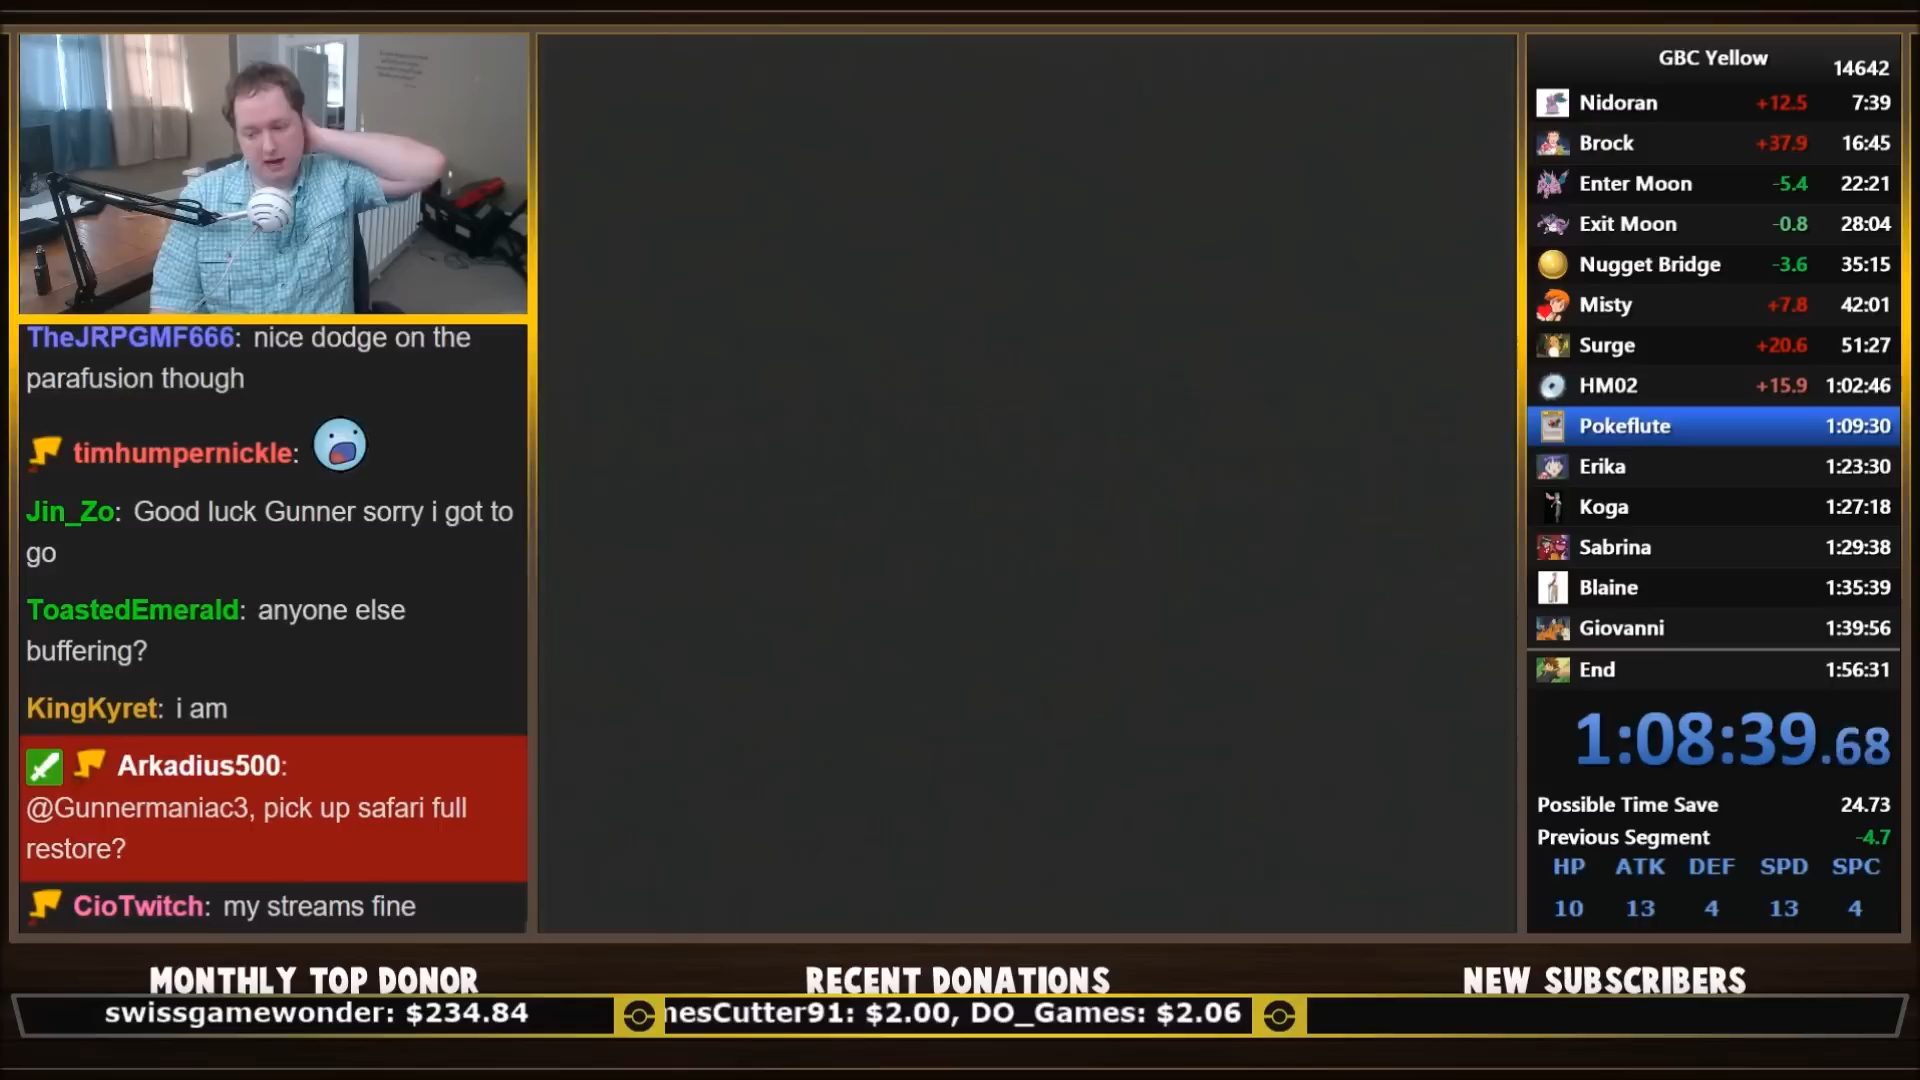 TheJRPGMF666: nice dodge on the
parafusion though
timhumpernickle:
Jin_Zo: Good luck Gunner sorry i got to
go
ToastedEmerald: anyone else
buffering?
KingKyret: i am
Arkadius500:
@Gunnermaniac3, pick up safari full
restore?
CioTwitch: my streams fine
GBC Yellow 14642
Nidoran +12.5 7:39
Brock +37.9 16:45
Enter Moon -5.4 22:21
Exit Moon -0.8 28:04
Nugget Bridge -3.6 35:15
Misty +7.8 42:01
Surge +20.6 51:27
HM02 +15.9 1:02:46
Pokeflute 1:09:30
Erika 1:23:30
Koga 1:27:18
Sabrina 1:29:38
Blaine 1:35:39
Giovanni 1:39:56
End 1:56:31
1:08:39.68
Possible Time Save 24.73
Previous Segment -4.7
HP ATK DEF SPD SPC
10 13 4 13 4
MONTHLY TOP DONOR
swissgamewonder: $234.84
RECENT DONATIONS
nesCutter91: $2.00, DO_Games: $2.06
NEW SUBSCRIBERS